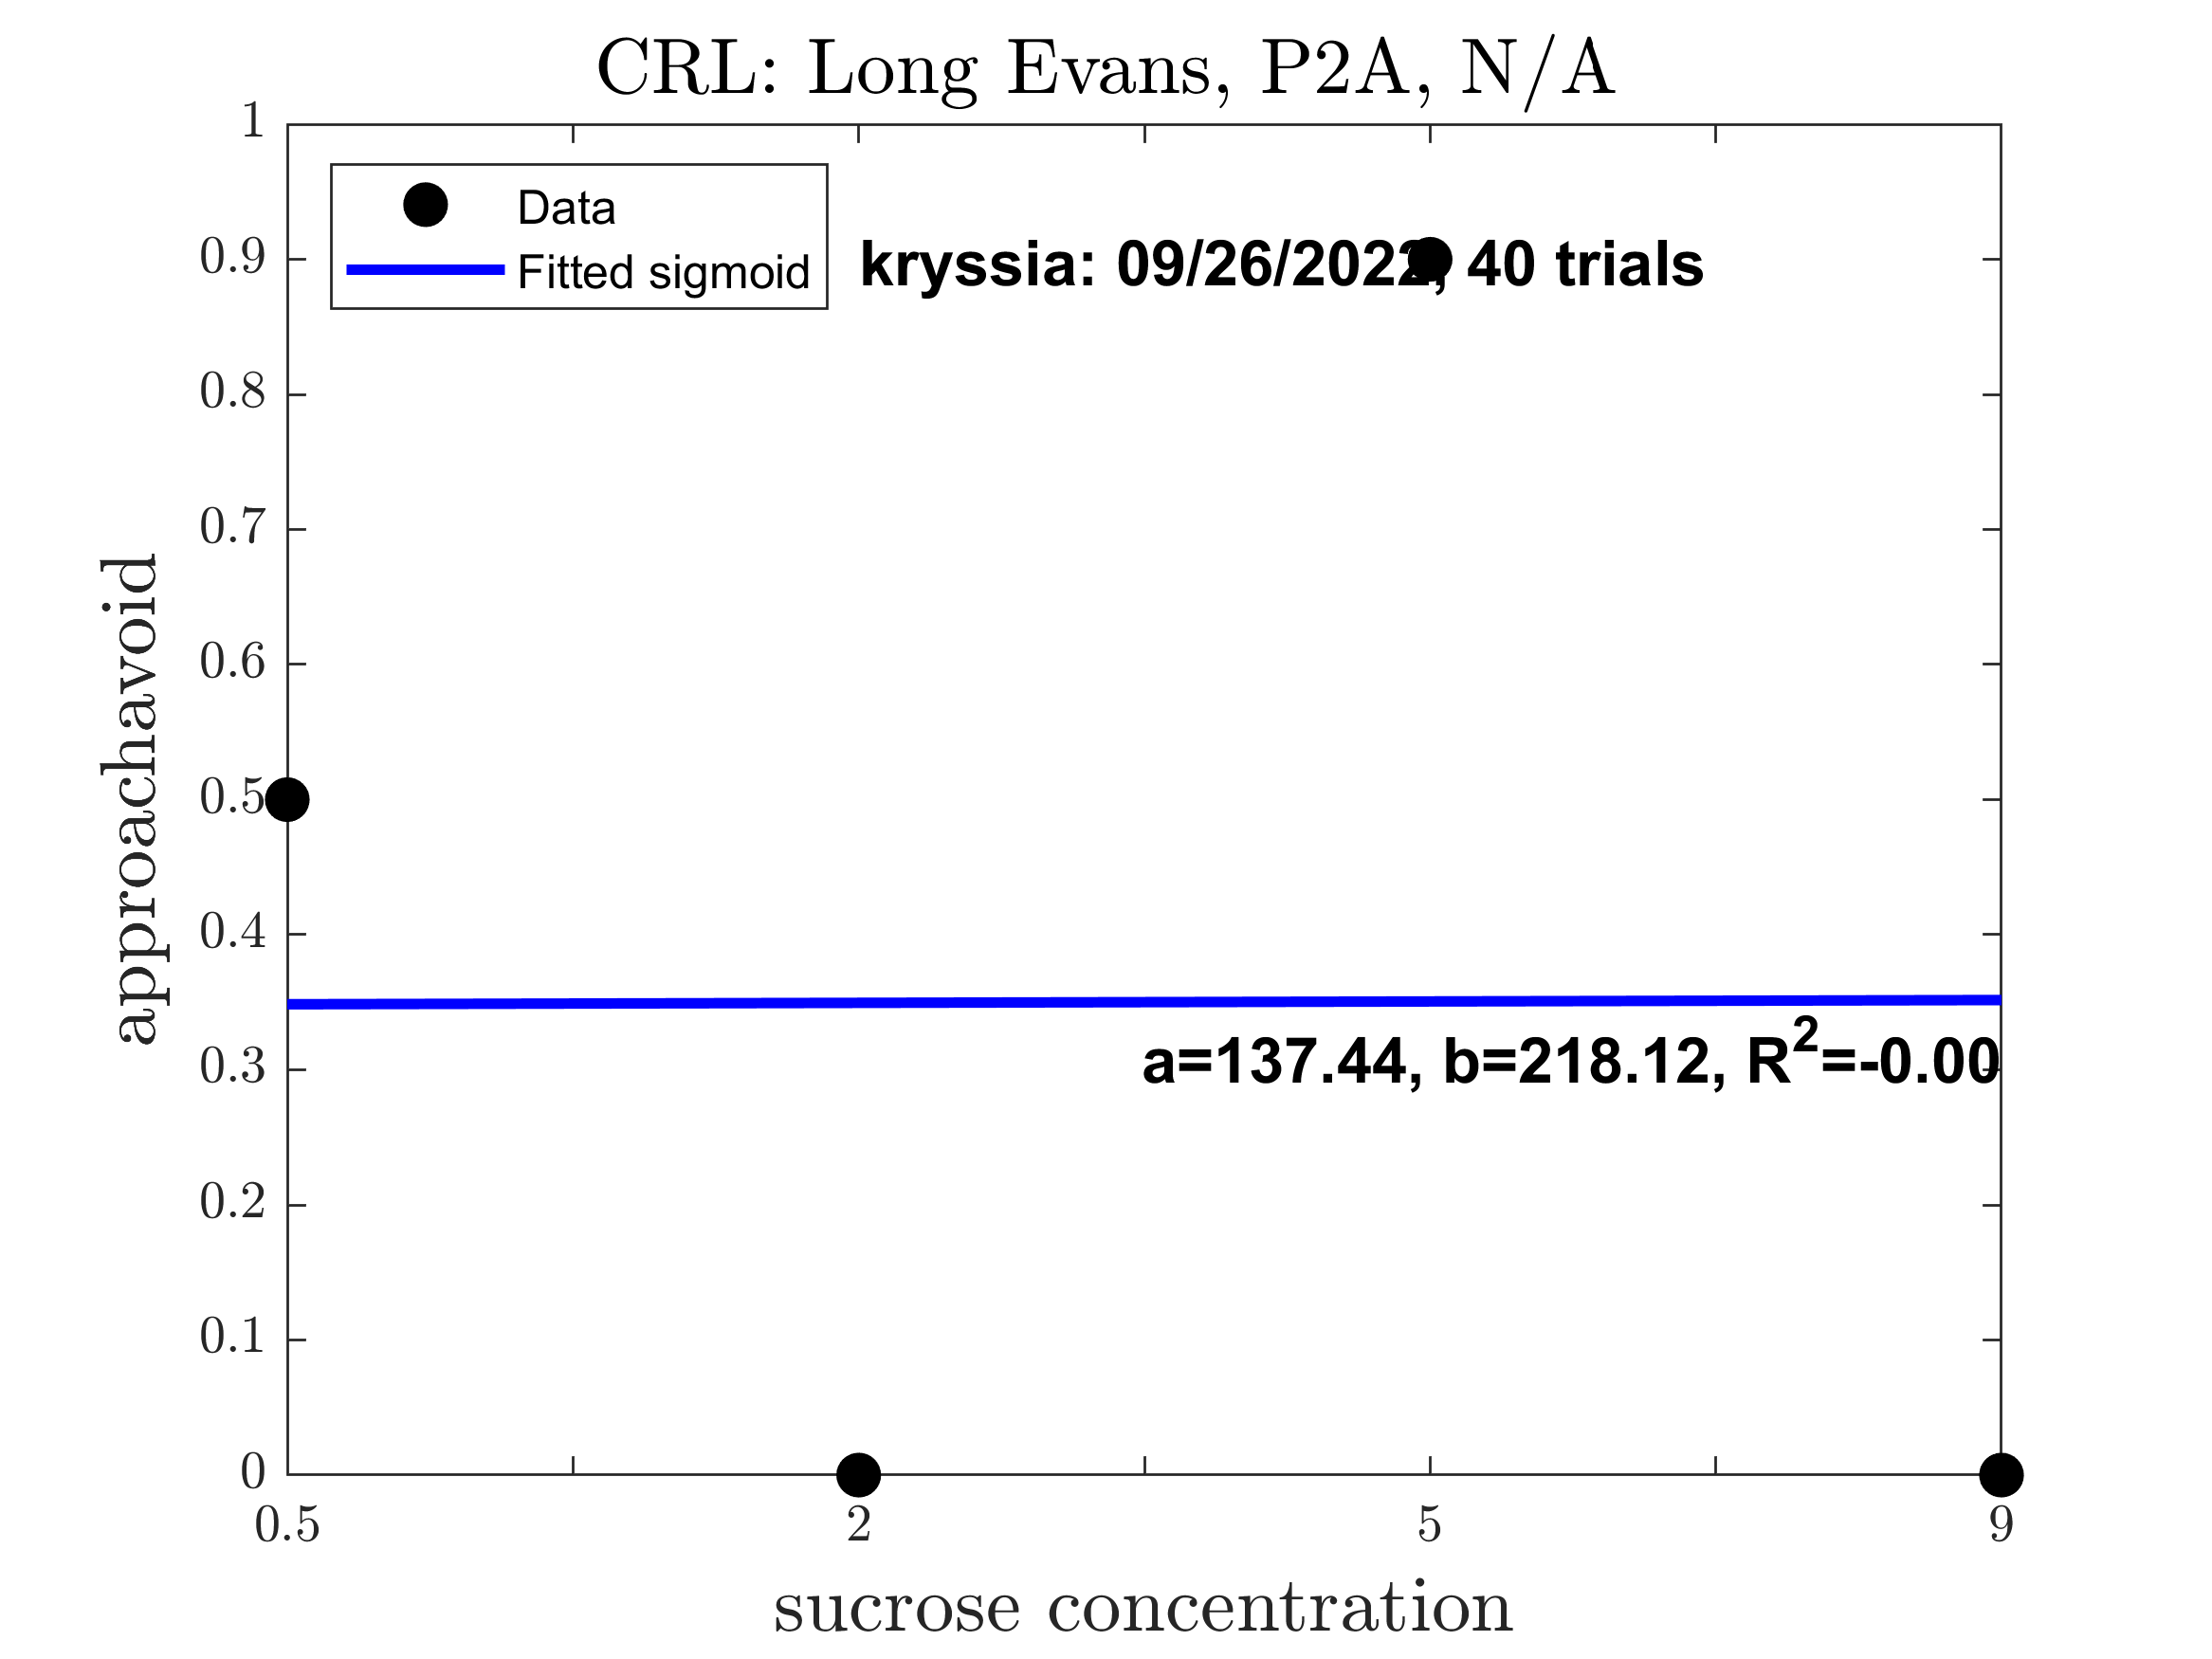 CRL: Long Evans, P2A, N/A
1
0.9
0.8
0.7
0.6
0.5
0.4
0.3
0.2
0.1
0
Data
Fitted sigmoid
kryssia: 09/26/2022, 40 trials
a=137.44, b=218.12, R²=-0.00
approachavoid
0.5 2 5 9
sucrose concentration